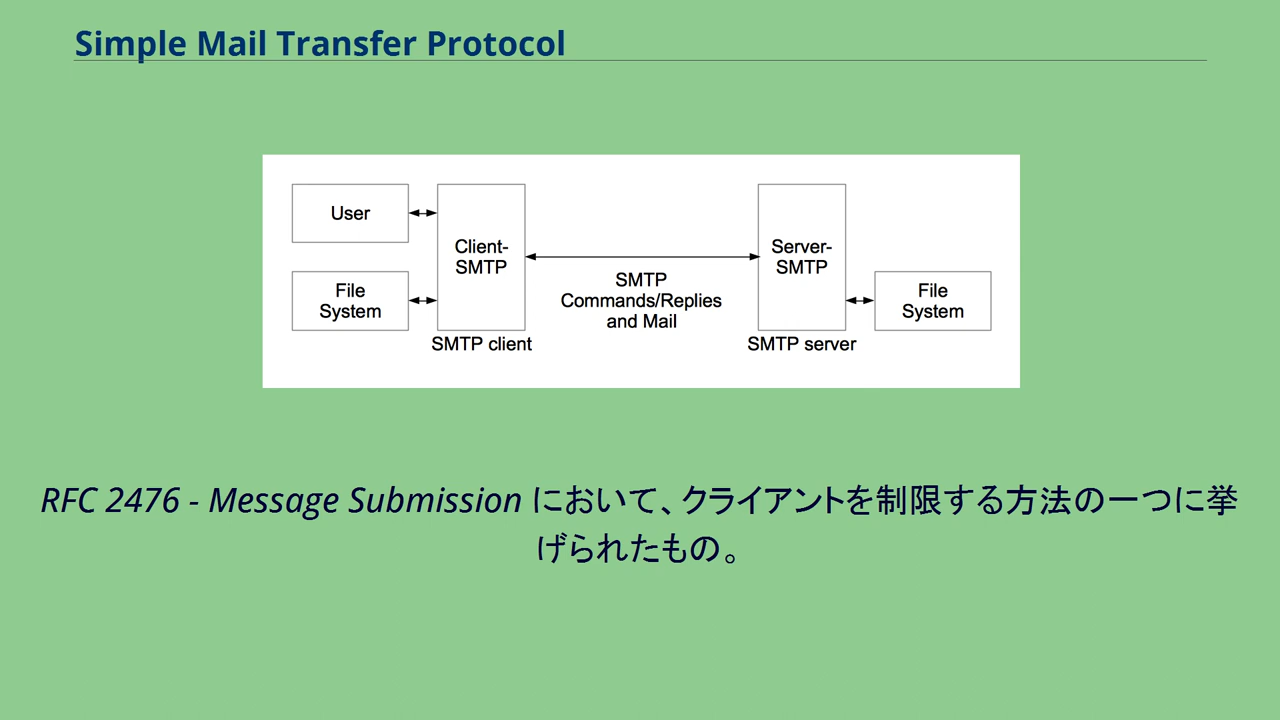 Simple Mail Transfer Protocol
User
File
System
Client-
SMTP
SMTP client
SMTP
Commands/Replies
and Mail
Server-
SMTP
SMTP server
File
System
RFC 2476 - Message Submission において、クライアントを制限する方法の一つに挙
げられたもの。